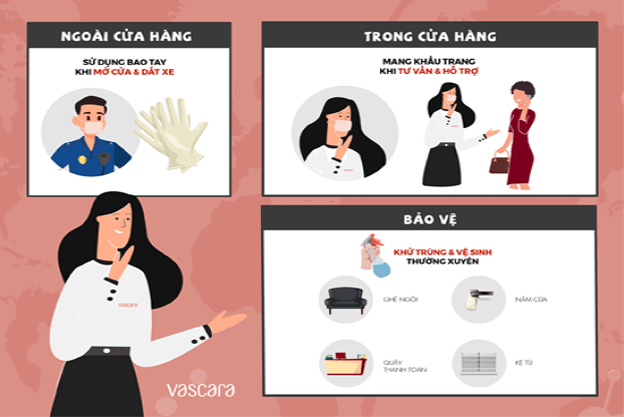 NGOÀI CỬA HÀNG
SỬ DỤNG BAO TAY
KHI MỞ CỬA & DẮT XE
TRONG CỬA HÀNG
MANG KHẨU TRANG
KHI TƯ VẤN & HỖ TRỢ
BẢO VỆ
KHỬ TRÙNG & VỆ SINH
THƯỜNG XUYÊN
GHẾ NGỒI
NẮM CỬA
QUẦY
THANH TOÁN
KỆ TỦ
vascara
vascara